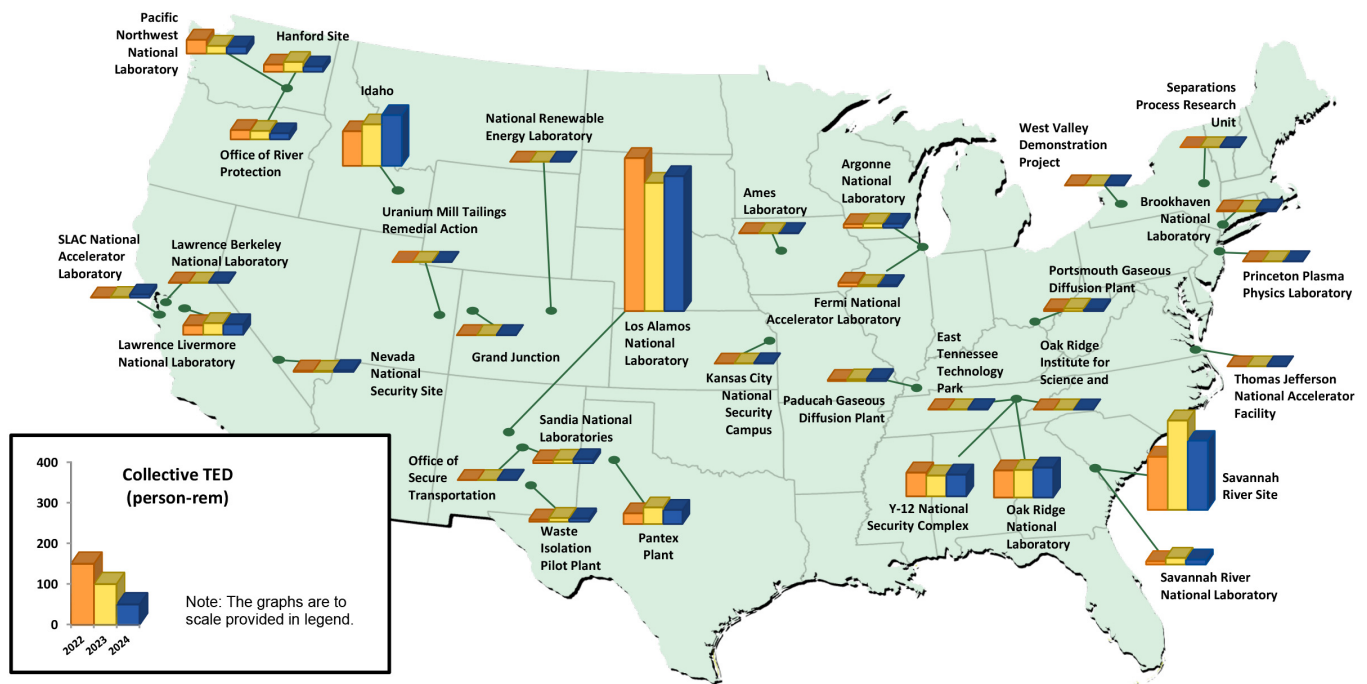 Pacific
Northwest
National
Laboratory
Hanford Site
Idaho
Office of River
Protection
National Renewable
Energy Laboratory
Uranium Mill Tailings
Remedial Action
SLAC National
Accelerator
Laboratory
Lawrence Berkeley
National Laboratory
Lawrence Livermore
National Laboratory
Nevada
National
Security Site
Grand Junction
Los Alamos
National
Laboratory
Ames
Laboratory
Argonne
National
Laboratory
Fermi National
Accelerator Laboratory
West Valley
Demonstration
Project
Separations
Process Research
Unit
Brookhaven
National
Laboratory
Princeton Plasma
Physics Laboratory
Portsmouth Gaseous
Diffusion Plant
Kansas City
National
Security
Campus
Paducah Gaseous
Diffusion Plant
East
Tennessee
Technology
Park
Oak Ridge
Institute for
Science and
Thomas Jefferson
National Accelerator
Facility
Sandia National
Laboratories
Office of
Secure
Transportation
Waste
Isolation
Pilot Plant
Pantex
Plant
Y-12 National
Security Complex
Oak Ridge
National
Laboratory
Savannah
River Site
Savannah River
National Laboratory
Collective TED
(person-rem)
400
300
200
100
0
2022
2023
2024
Note: The graphs are to
scale provided in legend.